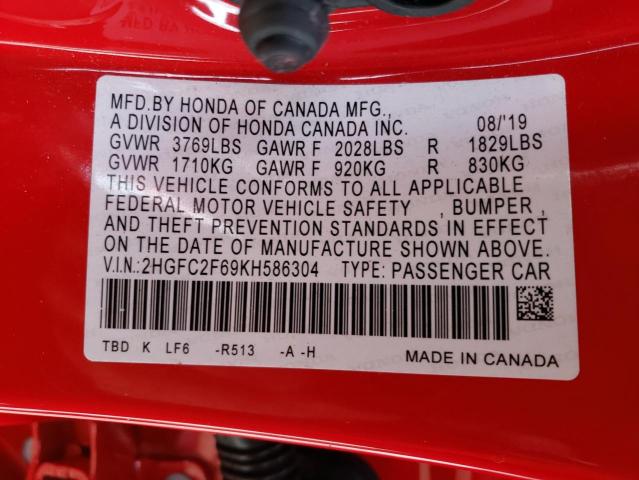 MFD.BY HONDA OF CANADA MFG.,
A DIVISION OF HONDA CANADA INC. 08/'19
GVWR 3769LBS GAWR F 2028LBS R 1829LBS
GVWR 1710KG GAWR F 920KG R 830KG
THIS VEHICLE CONFORMS TO ALL APPLICABLE
FEDERAL MOTOR VEHICLE SAFETY , BUMPER ,
AND THEFT PREVENTION STANDARDS IN EFFECT
ON THE DATE OF MANUFACTURE SHOWN ABOVE.
V.I.N.:2HGFC2F69KH586304 TYPE: PASSENGER CAR
TBD K LF6 -R513 -A -H MADE IN CANADA